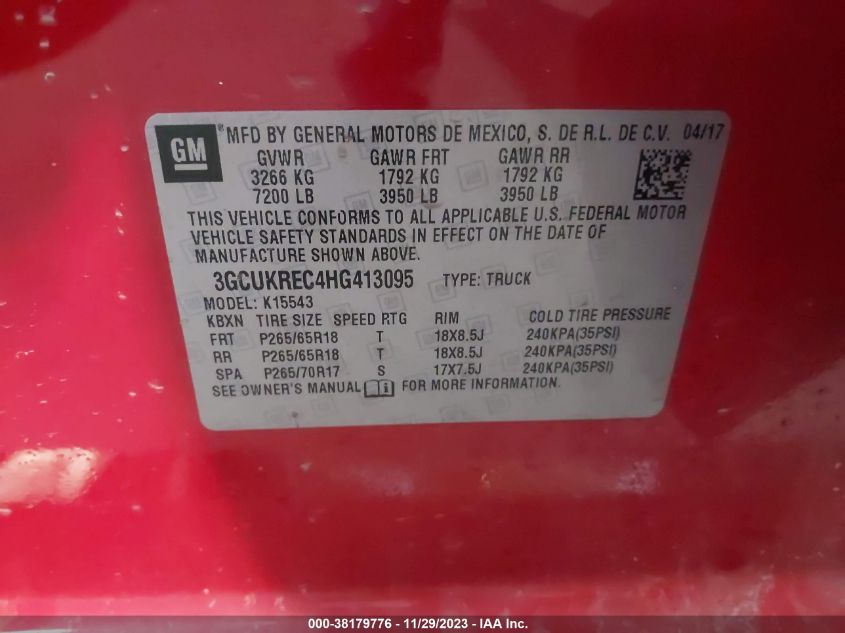 GM ® MFD BY GENERAL MOTORS DE MEXICO, S. DE R.L. DE C.V. 04/17
GVWR GAWR FRT GAWR RR
3266 KG 1792 KG 1792 KG
7200 LB 3950 LB 3950 LB
THIS VEHICLE CONFORMS TO ALL APPLICABLE U.S. FEDERAL MOTOR
VEHICLE SAFETY STANDARDS IN EFFECT ON THE DATE OF
MANUFACTURE SHOWN ABOVE.
3GCUKREC4HG413095 TYPE: TRUCK
MODEL: K15543
KBXN TIRE SIZE SPEED RTG RIM COLD TIRE PRESSURE
FRT P265/65R18 T 18X8.5J 240KPA(35PSI)
RR P265/65R18 T 18X8.5J 240KPA(35PSI)
SPA P265/70R17 S 17X7.5J 240KPA(35PSI)
SEE OWNER'S MANUAL FOR MORE INFORMATION.
000-38179776 - 11/29/2023 - IAA Inc.